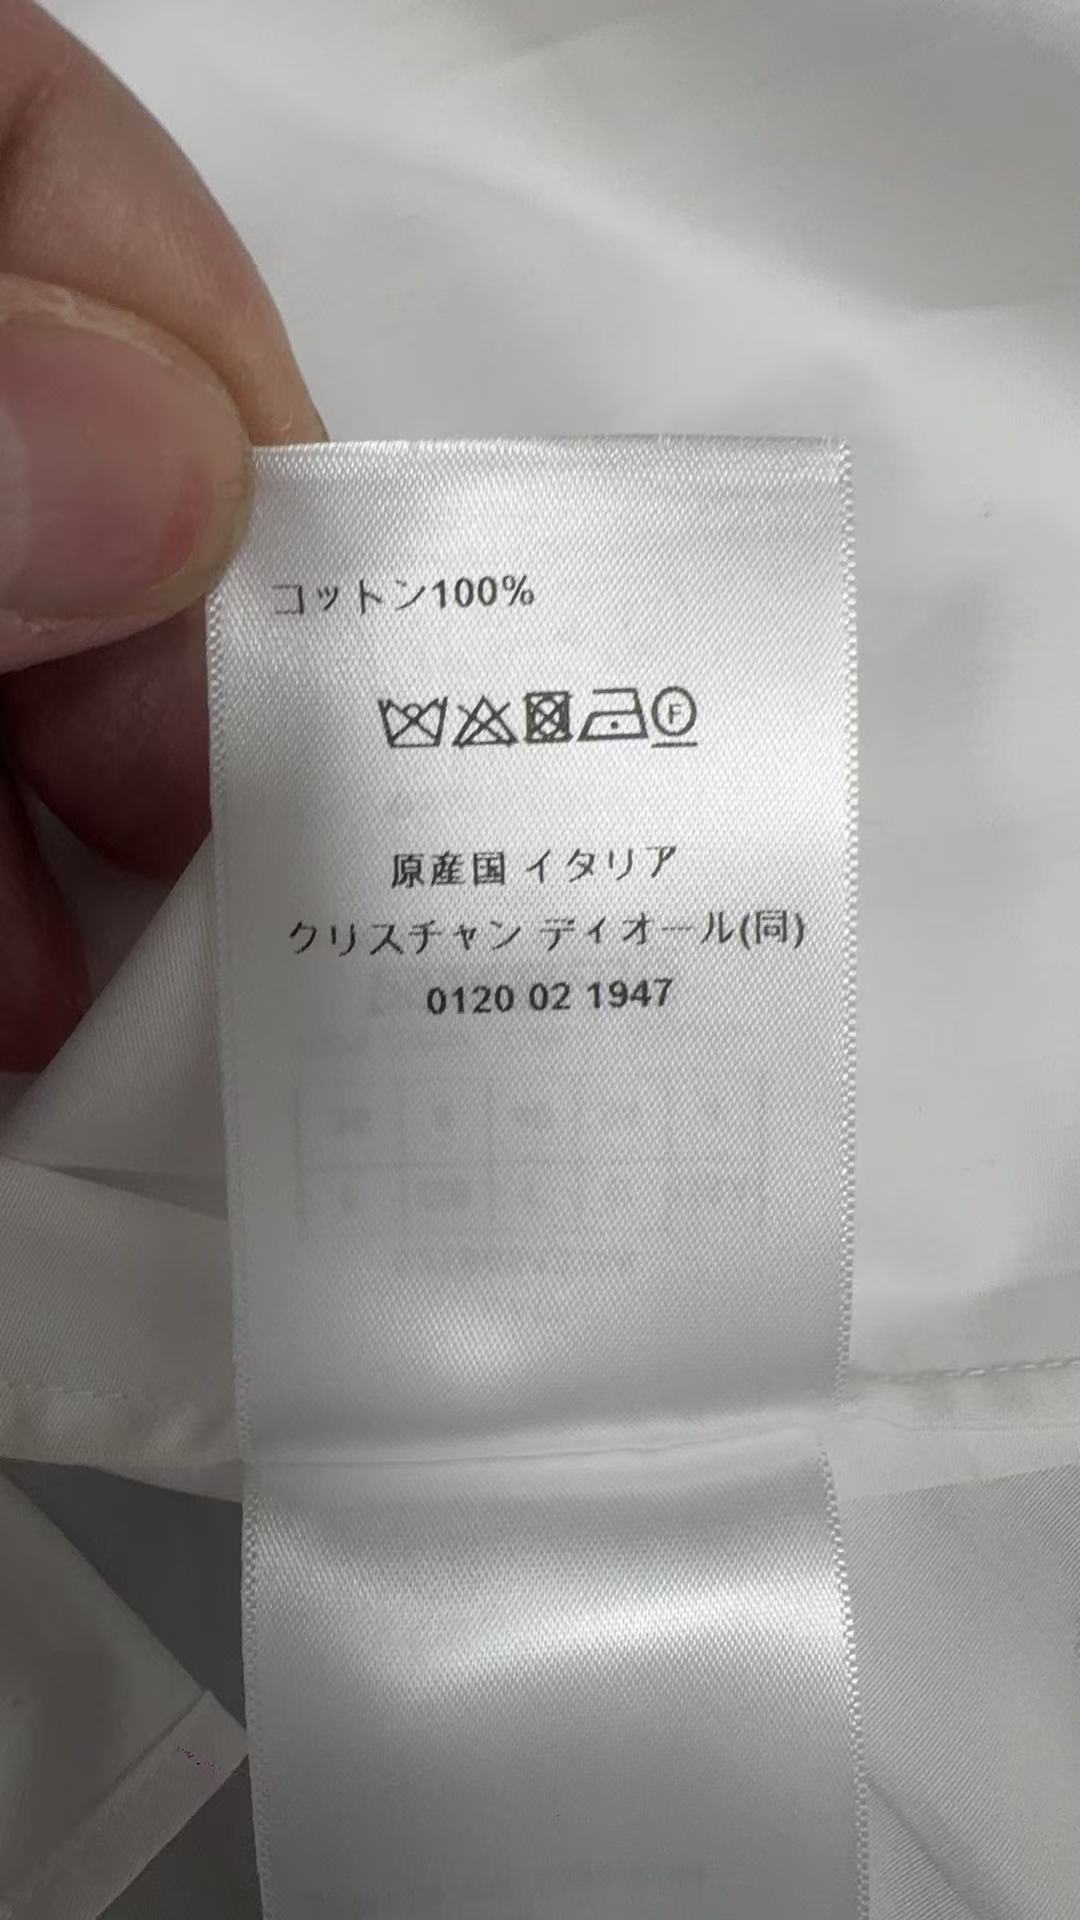 コットン100%
F
原産国 イタリア
クリスチャン ディオール(同)
0120 02 1947